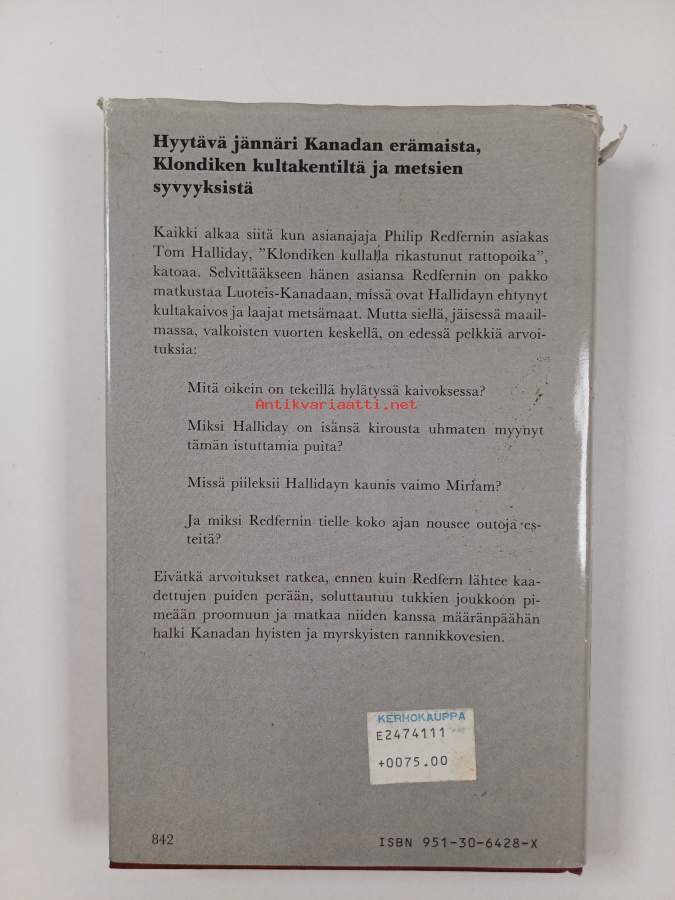 Hyytävä jännäri Kanadan erämaista,
Klondiken kultakentiltä ja metsien
syvyyksistä
Kaikki alkaa siitä kun asianajaja Philip Redfernin asiakas
Tom Halliday, ”Klondiken kullalla rikastunut rattopoika”,
katoaa. Selvittääkseen hänen asiansa Redfernin on pakko
matkustaa Luoteis-Kanadaan, missä ovat Hallidayn ehtynyt
kultakaivos ja laajat metsämaat. Mutta siellä, jäisessä maail-
massa, valkoisten vuorten keskellä, on edessä pelkkiä arvoi-
tuksia:
Mitä oikein on tekeillä hylätyssä kaivoksessa?
Antikvariaatti.net
Miksi Halliday on isänsä kirousta uhmaten myynyt
tämän istuttamia puita?
Missä piileksii Hallidayn kaunis vaimo Miriam?
Ja miksi Redfernin tielle koko ajan nousee outoja es-
teitä?
Eivätkä arvoitukset ratkea, ennen kuin Redfern lähtee kaa-
dettujen puiden perään, soluttautuu tukkien joukkoon pi-
meään proomuun ja matkaa niiden kanssa määränpäähän
halki Kanadan hyisten ja myrskyisten rannikkovesien.
KERHOKAUPPA
E2474111
+0075.00
842
ISBN 951-30-6428-X